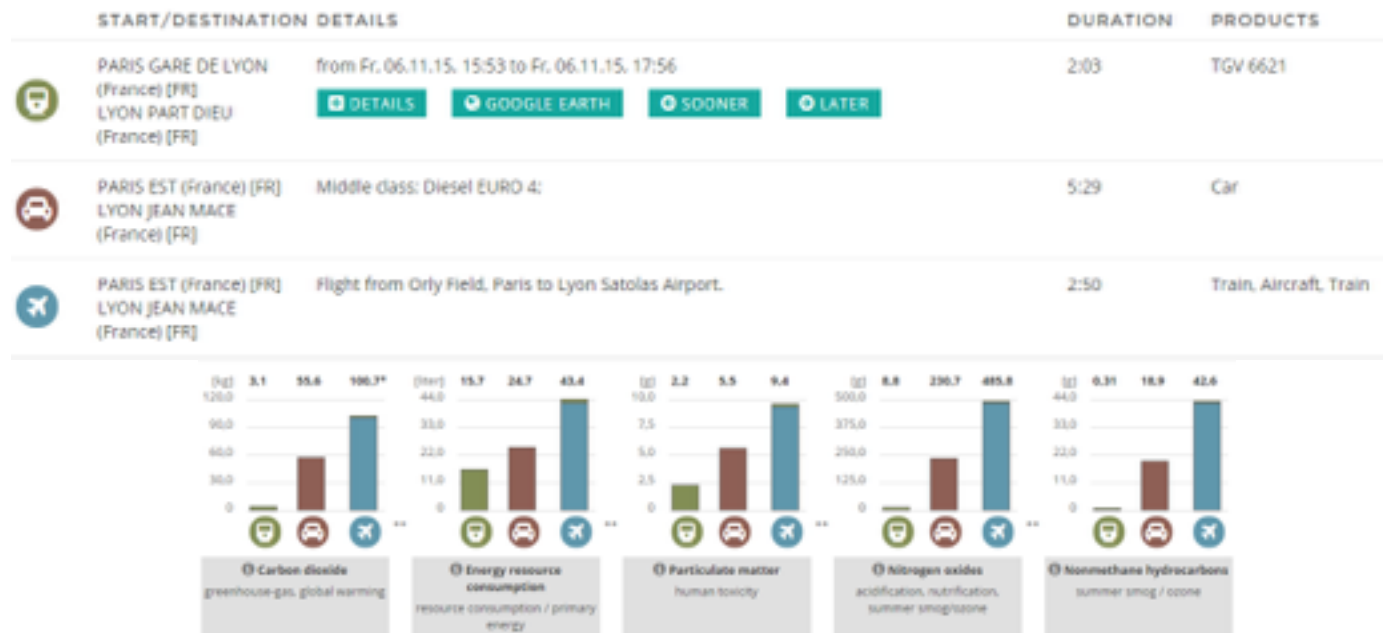 START/DESTINATION DETAILS DURATION PRODUCTS
PARIS GARE DE LYON from Fr, 06.11.15, 15:53 to Fr, 06.11.15, 17:56 2:03 TGV 6621
(France) [FR]
LYON PART DIEU DETAILS GOOGLE EARTH SOONER LATER
(France) [FR]
PARIS EST (France) [FR] Middle class: Diesel EURO 4: 5:29 Car
LYON JEAN MACE
(France) [FR]
PARIS EST (France) [FR] Flight from Orly Field, Paris to Lyon Satolas Airport. 2:50 Train, Aircraft, Train
LYON JEAN MACE
(France) [FR]
[kg] 3.1 55.6 100.7*
120,0
90,0
60,0
30,0
0
**
Carbon dioxide
greenhouse-gas, global warming
[liter] 15.7 24.7 43.4
44,0
33,0
22,0
11,0
0
**
Energy resource
consumption
resource consumption / primary
energy
[g] 2.2 5.5 9.4
10,0
7,5
5,0
2,5
0
**
Particulate matter
human toxicity
[g] 8.8 230.7 485.8
500,0
375,0
250,0
125,0
0
**
Nitrogen oxides
acidification, nutrification,
summer smog/ozone
[g] 0.31 18.9 42.6
44,0
33,0
22,0
11,0
0
Nonmethane hydrocarbons
summer smog / ozone